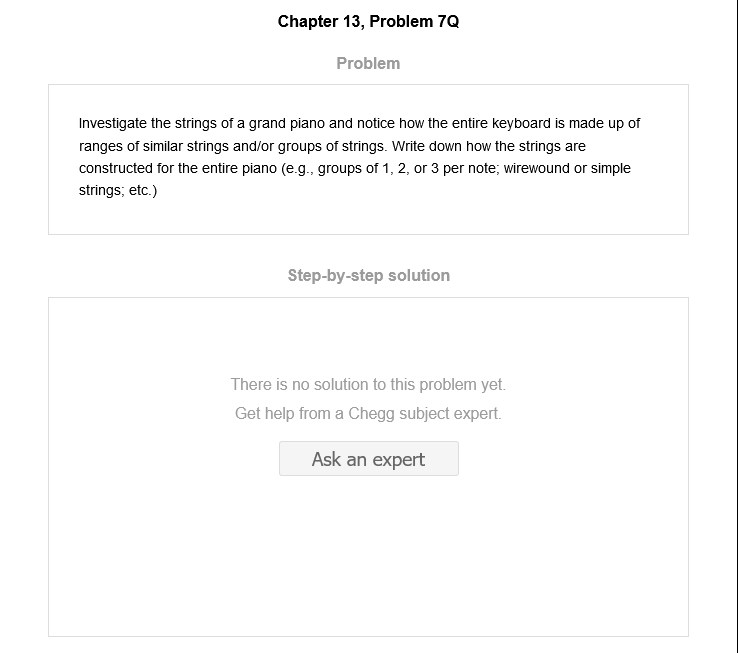 Chapter 13, Problem 7Q
Problem
Investigate the strings of a grand piano and notice how the entire keyboard is made up of
ranges of similar strings and/or groups of strings. Write down how the strings are
constructed for the entire piano (e.g., groups of 1, 2, or 3 per note; wirewound or simple
strings; etc.)
Step-by-step solution
There is no solution to this problem yet.
Get help from a Chegg subject expert.
Ask an expert